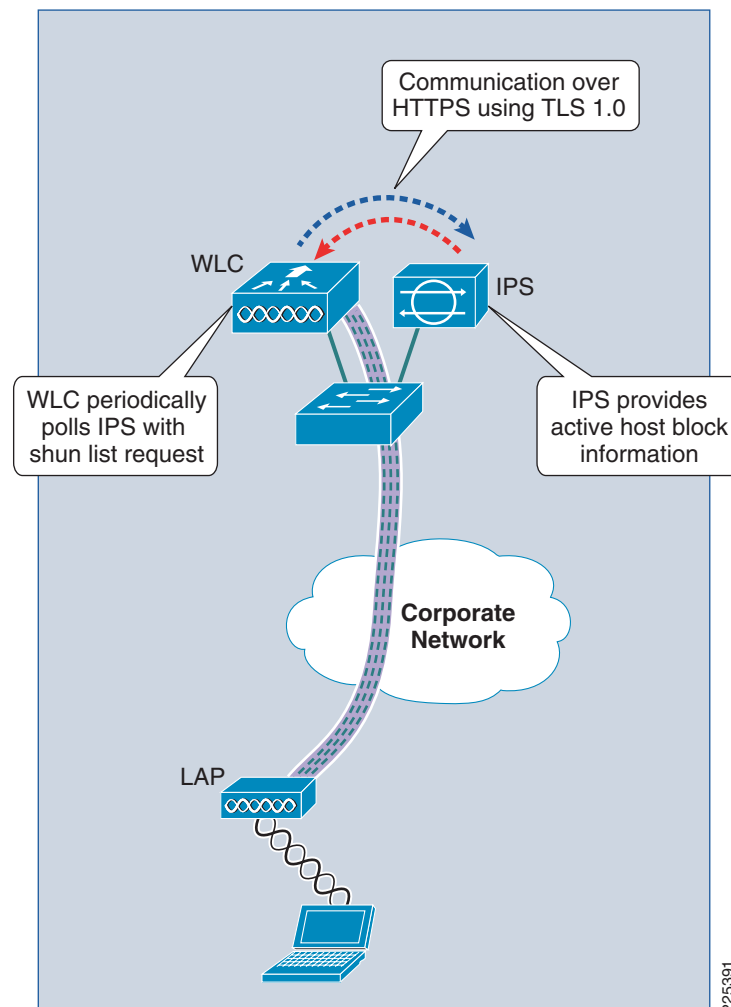 Communication over
HTTPS using TLS 1.0
WLC
IPS
WLC periodically
polls IPS with
shun list request
IPS provides
active host block
information
Corporate
Network
LAP
225391